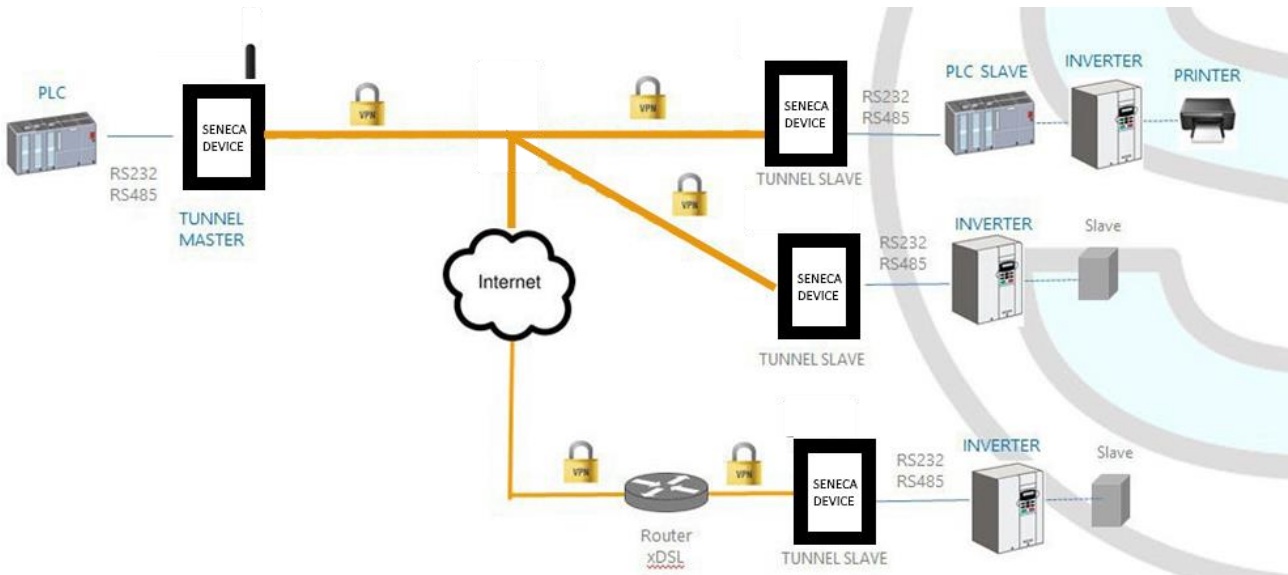 PLC
SENECA
DEVICE
RS232
RS485
TUNNEL
MASTER
VPN
VPN
SENECA
DEVICE
TUNNEL SLAVE
RS232
RS485
PLC SLAVE
INVERTER
PRINTER
VPN
Internet
SENECA
DEVICE
TUNNEL SLAVE
RS232
RS485
INVERTER
Slave
VPN
Router
xDSL
VPN
SENECA
DEVICE
TUNNEL SLAVE
RS232
RS485
INVERTER
Slave